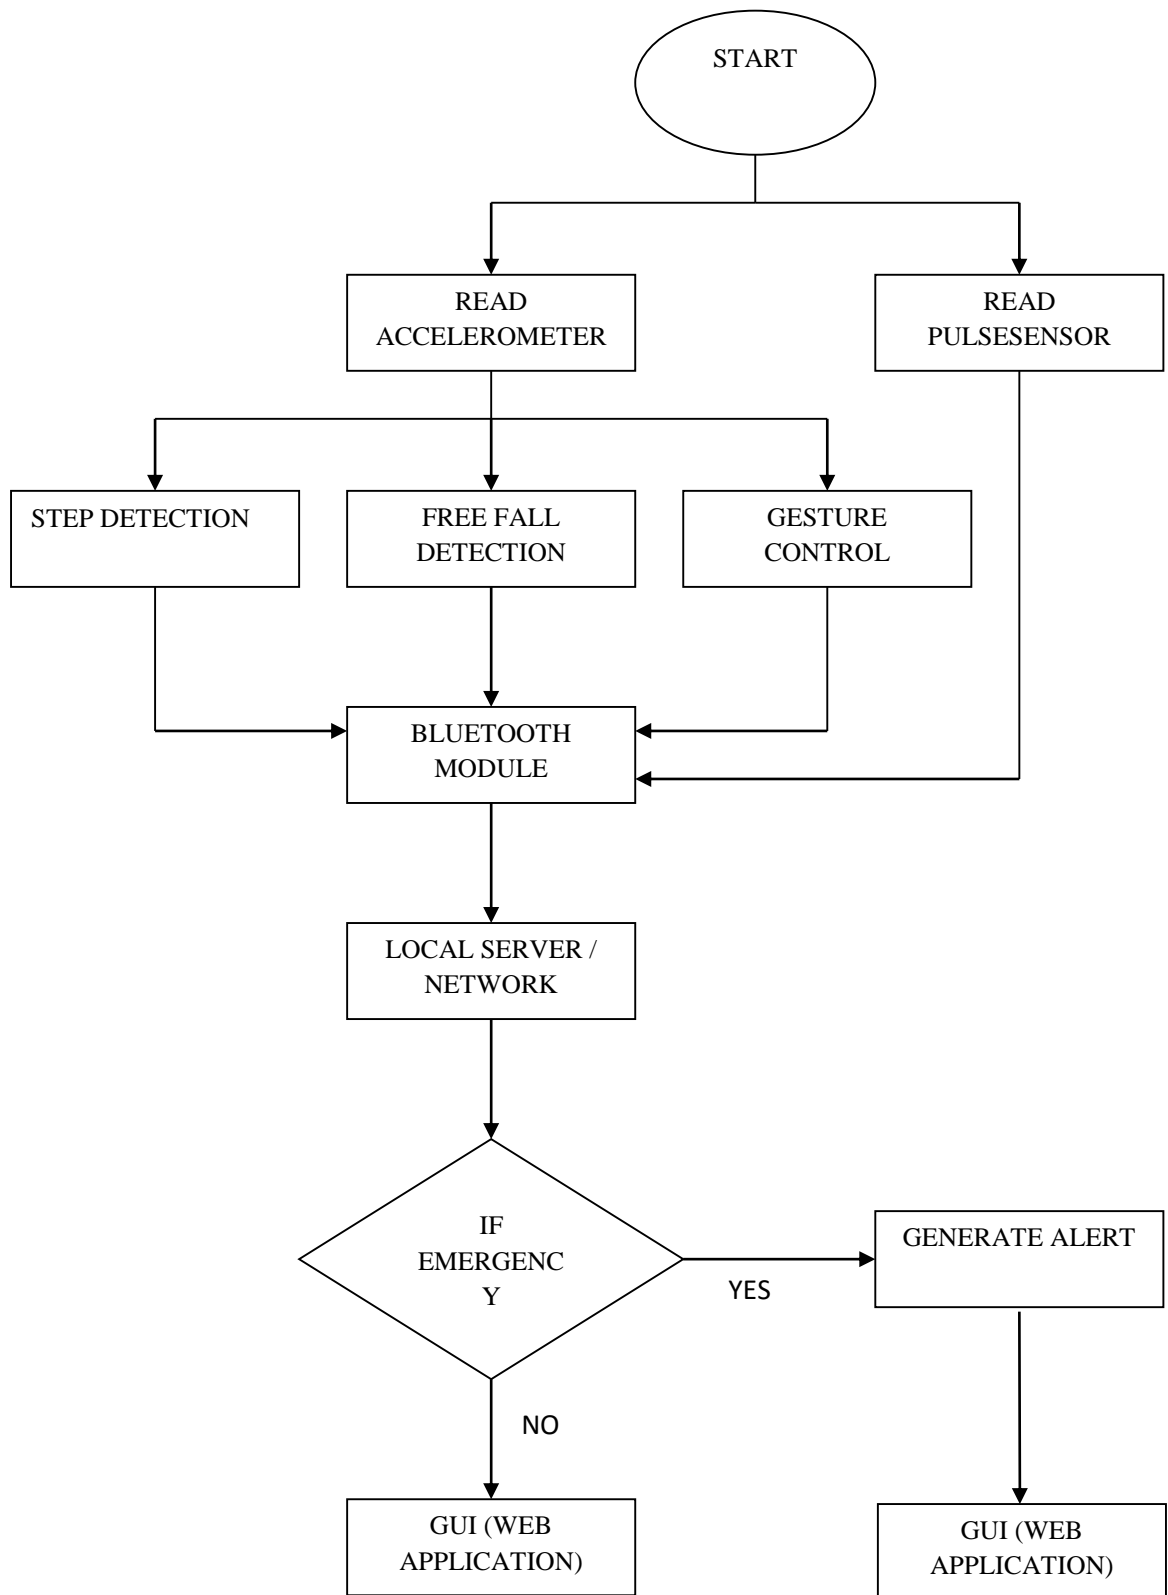 START
READ
ACCELEROMETER
READ
PULSESENSOR
STEP DETECTION
FREE FALL
DETECTION
GESTURE
CONTROL
BLUETOOTH
MODULE
LOCAL SERVER /
NETWORK
IF
EMERGENC
Y
YES
GENERATE ALERT
NO
GUI (WEB
APPLICATION)
GUI (WEB
APPLICATION)